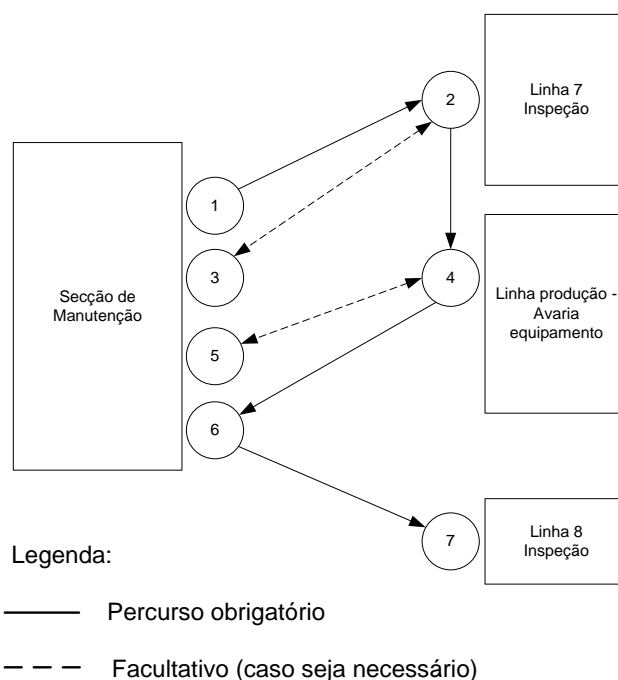 2
Linha 7
Inspeção
1
3
Secção de
Manutenção
4
Linha produção -
Avaria
equipamento
5
6
7
Linha 8
Inspeção
Legenda:
Percurso obrigatório
Facultativo (caso seja necessário)